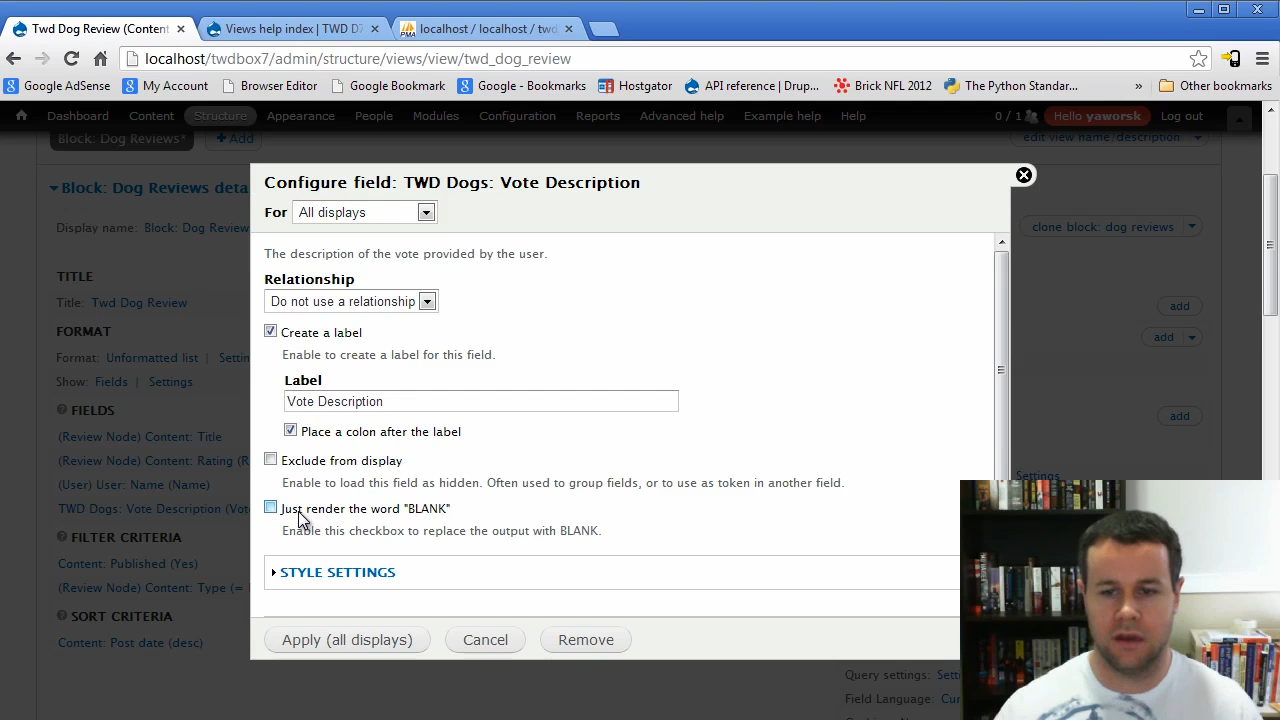 Twd Dog Review (Content
Views help index | TWD D7
localhost / localhost / twd
localhost/twdbox7/admin/structure/views/view/twd_dog_review
Google AdSense
My Account
Browser Editor
Google Bookmark
Google - Bookmarks
Hostgator
API reference | Drup...
Brick NFL 2012
The Python Standar...
»
Other bookmarks
Dashboard
Content
Structure
Appearance
People
Modules
Configuration
Reports
Advanced help
Example help
Help
0 / 1
Hello yaworsk
Log out
Block: Dog Reviews*
+ Add
edit view name/description
Block: Dog Reviews deta
Display name: Block: Dog Review
clone block: dog reviews
TITLE
Title: Twd Dog Review
add
FORMAT
Format: Unformatted list | Settin
add
Show: Fields | Settings
FIELDS
add
(Review Node) Content: Title
(Review Node) Content: Rating (R
(User) User: Name (Name)
Settings
TWD Dogs: Vote Description (Vot
FILTER CRITERIA
Content: Published (Yes)
(Review Node) Content: Type (= I
SORT CRITERIA
Content: Post date (desc)
Configure field: TWD Dogs: Vote Description
For All displays
The description of the vote provided by the user.
Relationship
Do not use a relationship
Create a label
Enable to create a label for this field.
Label
Vote Description
Place a colon after the label
Exclude from display
Enable this field as hidden. Often used to group fields, or to use as token in another field.
Just render the word "BLANK"
Enable this checkbox to replace the output with BLANK.
STYLE SETTINGS
Apply (all displays)
Cancel
Remove
Query settings: Sett
Field Language: Cur